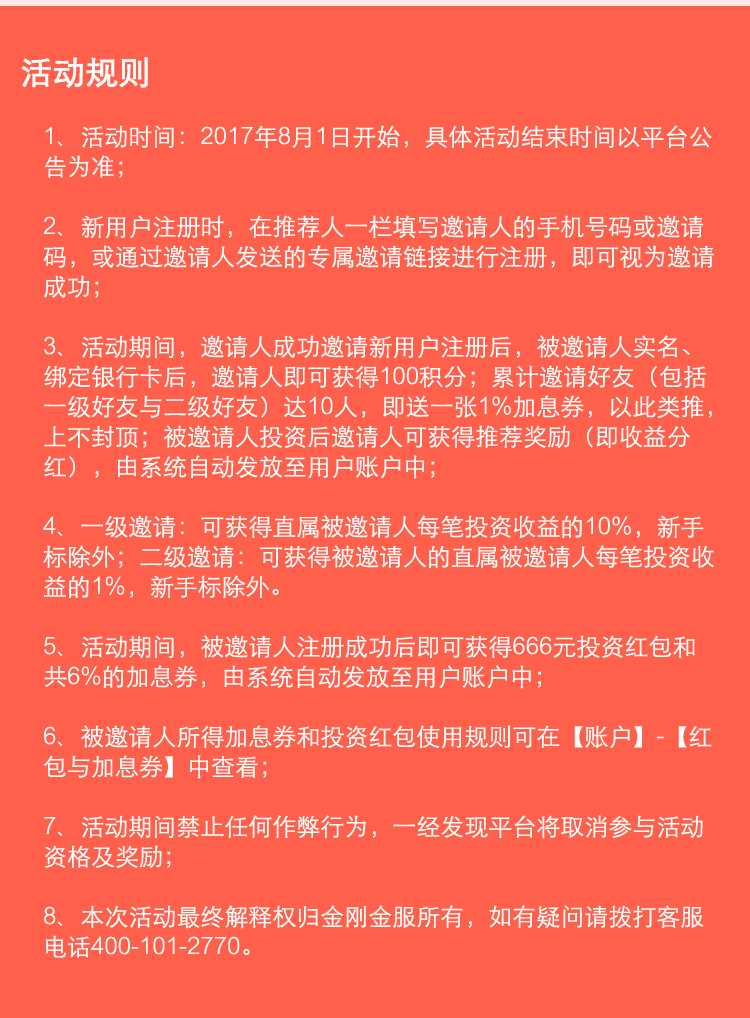 活动规则
1、活动时间：2017年8月1日开始，具体活动结束时间以平台公
告为准；
2、新用户注册时，在推荐人一栏填写邀请人的手机号码或邀请
码，或通过邀请人发送的专属邀请链接进行注册，即可视为邀请
成功；
3、活动期间，邀请人成功邀请新用户注册后，被邀请人实名、
绑定银行卡后，邀请人即可获得100积分；累计邀请好友（包括
一级好友与二级好友）达10人，即送一张1%加息券，以此类推，
上不封顶；被邀请人投资后邀请人可获得推荐奖励（即收益分
红），由系统自动发放至用户账户中；
4、一级邀请：可获得直属被邀请人每笔投资收益的10%，新手
标除外；二级邀请：可获得被邀请人的直属被邀请人每笔投资收
益的1%，新手标除外。
5、活动期间，被邀请人注册成功后即可获得666元投资红包和
共6%的加息券，由系统自动发放至用户账户中；
6、被邀请人所得加息券和投资红包使用规则可在【账户】-【红
包与加息券】中查看；
7、活动期间禁止任何作弊行为，一经发现平台将取消参与活动
资格及奖励；
8、本次活动最终解释权归金刚金服所有，如有疑问请拨打客服
电话400-101-2770。